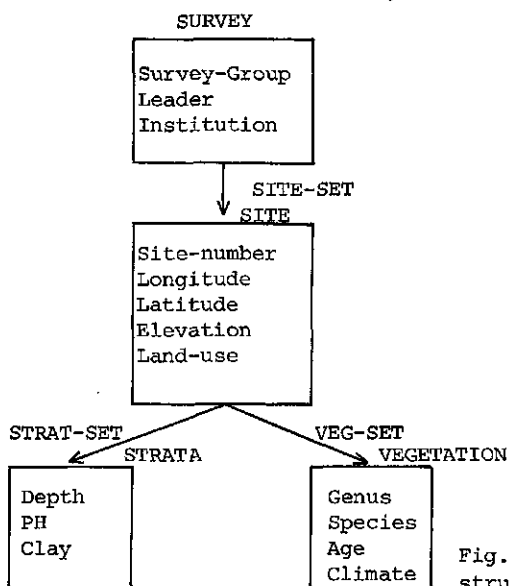 SURVEY
Survey-Group
Leader
Institution
SITE-SET
SITE
Site-number
Longitude
Latitude
Elevation
Land-use
STRAT-SET
STRATA
VEG-SET
VEGETATION
Depth
PH
Clay
Genus
Species
Age
Climate
Fig.
stru